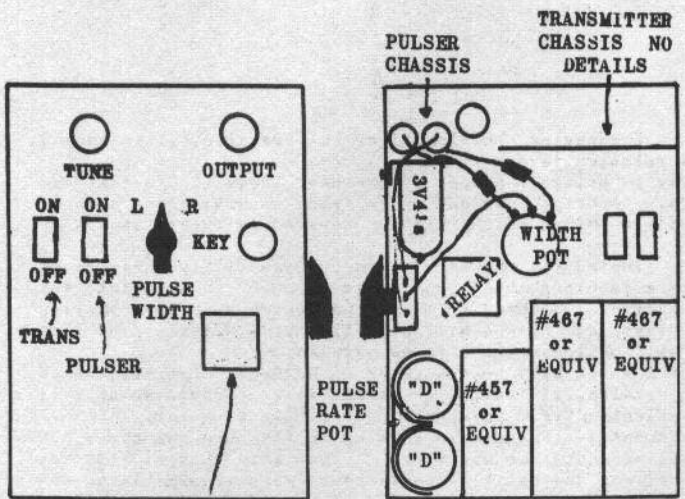 TRANSMITTER
CHASSIS NO
DETAILS
PULSER
CHASSIS
TUNE
OUTPUT
ON ON L R
KEY
OFF OFF
PULSE
WIDTH
TRANS
PULSER
3V4's
WIDTH
POT
RELAY
PULSE
RATE
POT
"D"
"D"
#457
or
EQUIV
#467
or
EQUIV
#467
or
EQUIV